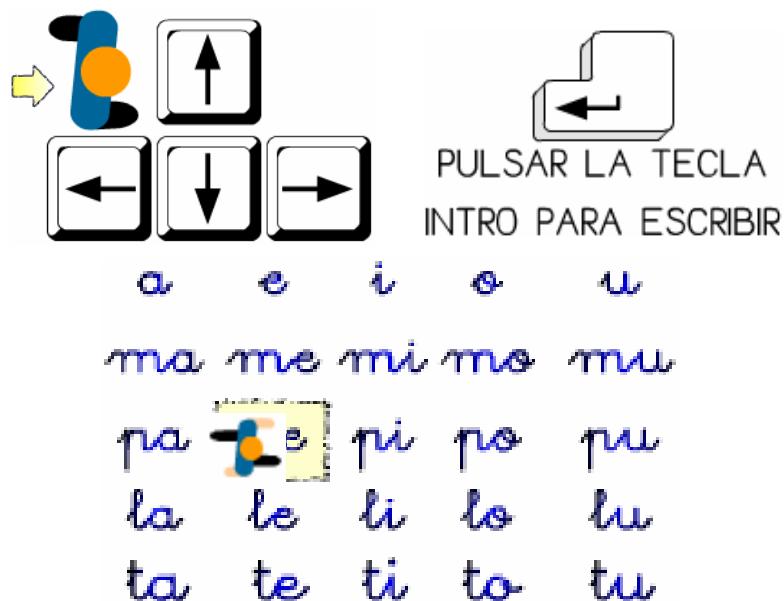 PULSAR LA TECLA
INTRO PARA ESCRIBIR
a e i o u
ma me mi mo mu
pa e pi po pu
la le li lo lu
ta te ti to tu